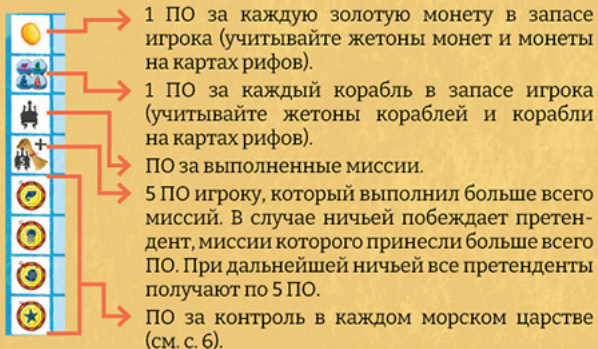 1 ПО за каждую золотую монету в запасе
игрока (учитывайте жетоны монет и монеты
на картах рифов).
1 ПО за каждый корабль в запасе игрока
(учитывайте жетоны кораблей и корабли
на картах рифов).
ПО за выполненные миссии.
5 ПО игроку, который выполнил больше всего
миссий. В случае ничьей побеждает претен-
дент, миссии которого принесли больше всего
ПО. При дальнейшей ничьей все претенденты
получают по 5 ПО.
ПО за контроль в каждом морском царстве
(см. с. 6).